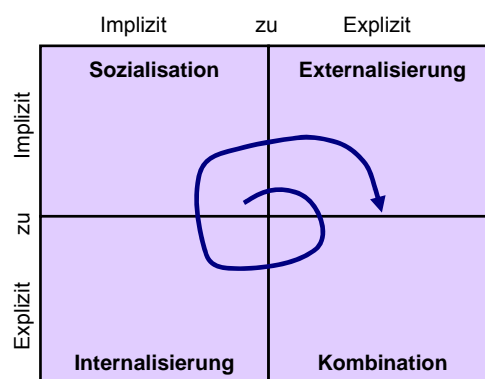 Implizit zu Explizit
Sozialisation Externalisierung
Implizit
zu
Explizit
Internalisierung Kombination